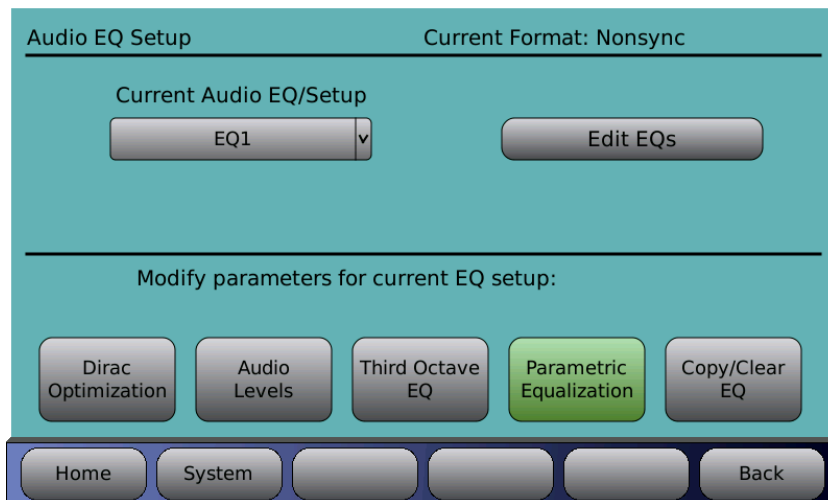 Audio EQ Setup
Current Format: Nonsync
Current Audio EQ/Setup
EQ1
Edit EQs
Modify parameters for current EQ setup:
Dirac
Optimization
Audio
Levels
Third Octave
EQ
Parametric
Equalization
Copy/Clear
EQ
Home
System
Back